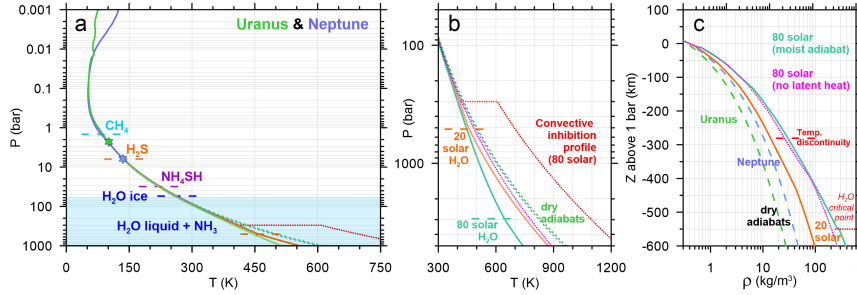 a
Uranus & Neptune
0.001
0.01
0.1
1
10
100
1000
P (bar)
CH4
H2S
NH4SH
H2O ice
H2O liquid + NH3
0
150
300
450
600
750
T (K)
b
100
1000
P (bar)
20
solar
H2O
Convective
inhibition
profile
(80 solar)
dry
adiabats
80 solar
H2O
300
600
900
1200
T (K)
c
100
0
-100
-200
-300
-400
-500
-600
Z above 1 bar (km)
80 solar
(moist adiabat)
80 solar
(no latent heat)
Uranus
Temp.
discontinuity
Neptune
H2O
critical
point
dry
adiabats
20
solar
1
10
100
ρ (kg/m³)